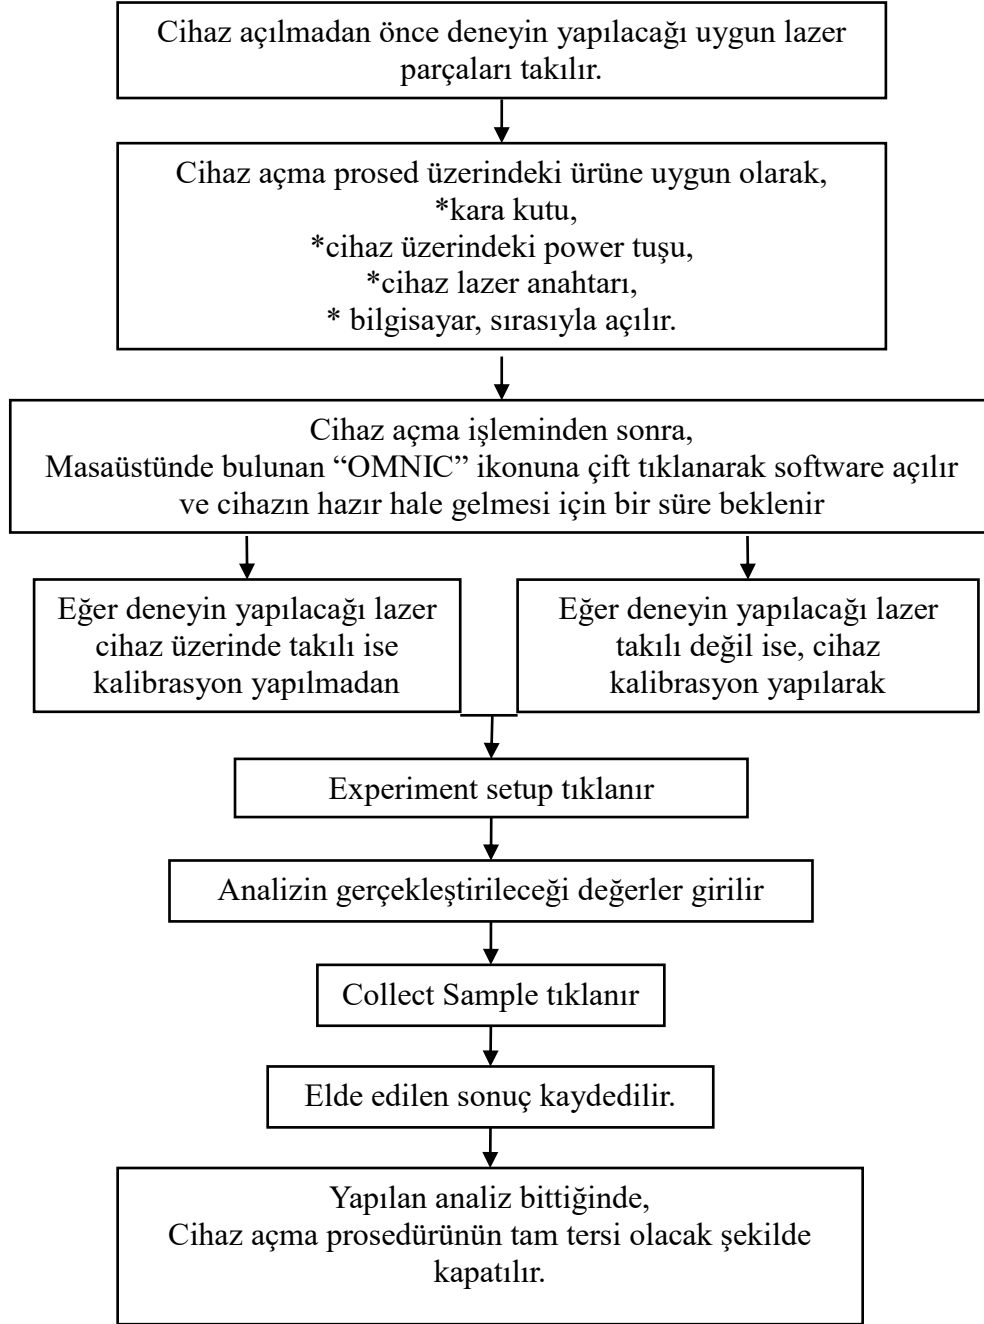 Cihaz açılmadan önce deneyin yapılacağı uygun lazer
parçaları takılır.
Cihaz açma prosed üzerindeki ürüne uygun olarak,
*kara kutu,
*cihaz üzerindeki power tuşu,
*cihaz lazer anahtarı,
* bilgisayar, sırasıyla açılır.
Cihaz açma işleminden sonra,
Masaüstünde bulunan “OMNIC” ikonuna çift tıklanarak software açılır
ve cihazın hazır hale gelmesi için bir süre beklenir
Eğer deneyin yapılacağı lazer
cihaz üzerinde takılı ise
kalibrasyon yapılmadan
Eğer deneyin yapılacağı lazer
takılı değil ise, cihaz
kalibrasyon yapılarak
Experiment setup tıklanır
Analizin gerçekleştirileceği değerler girilir
Collect Sample tıklanır
Elde edilen sonuç kaydedilir.
Yapılan analiz bittiğinde,
Cihaz açma prosedürünün tam tersi olacak şekilde
kapatılır.